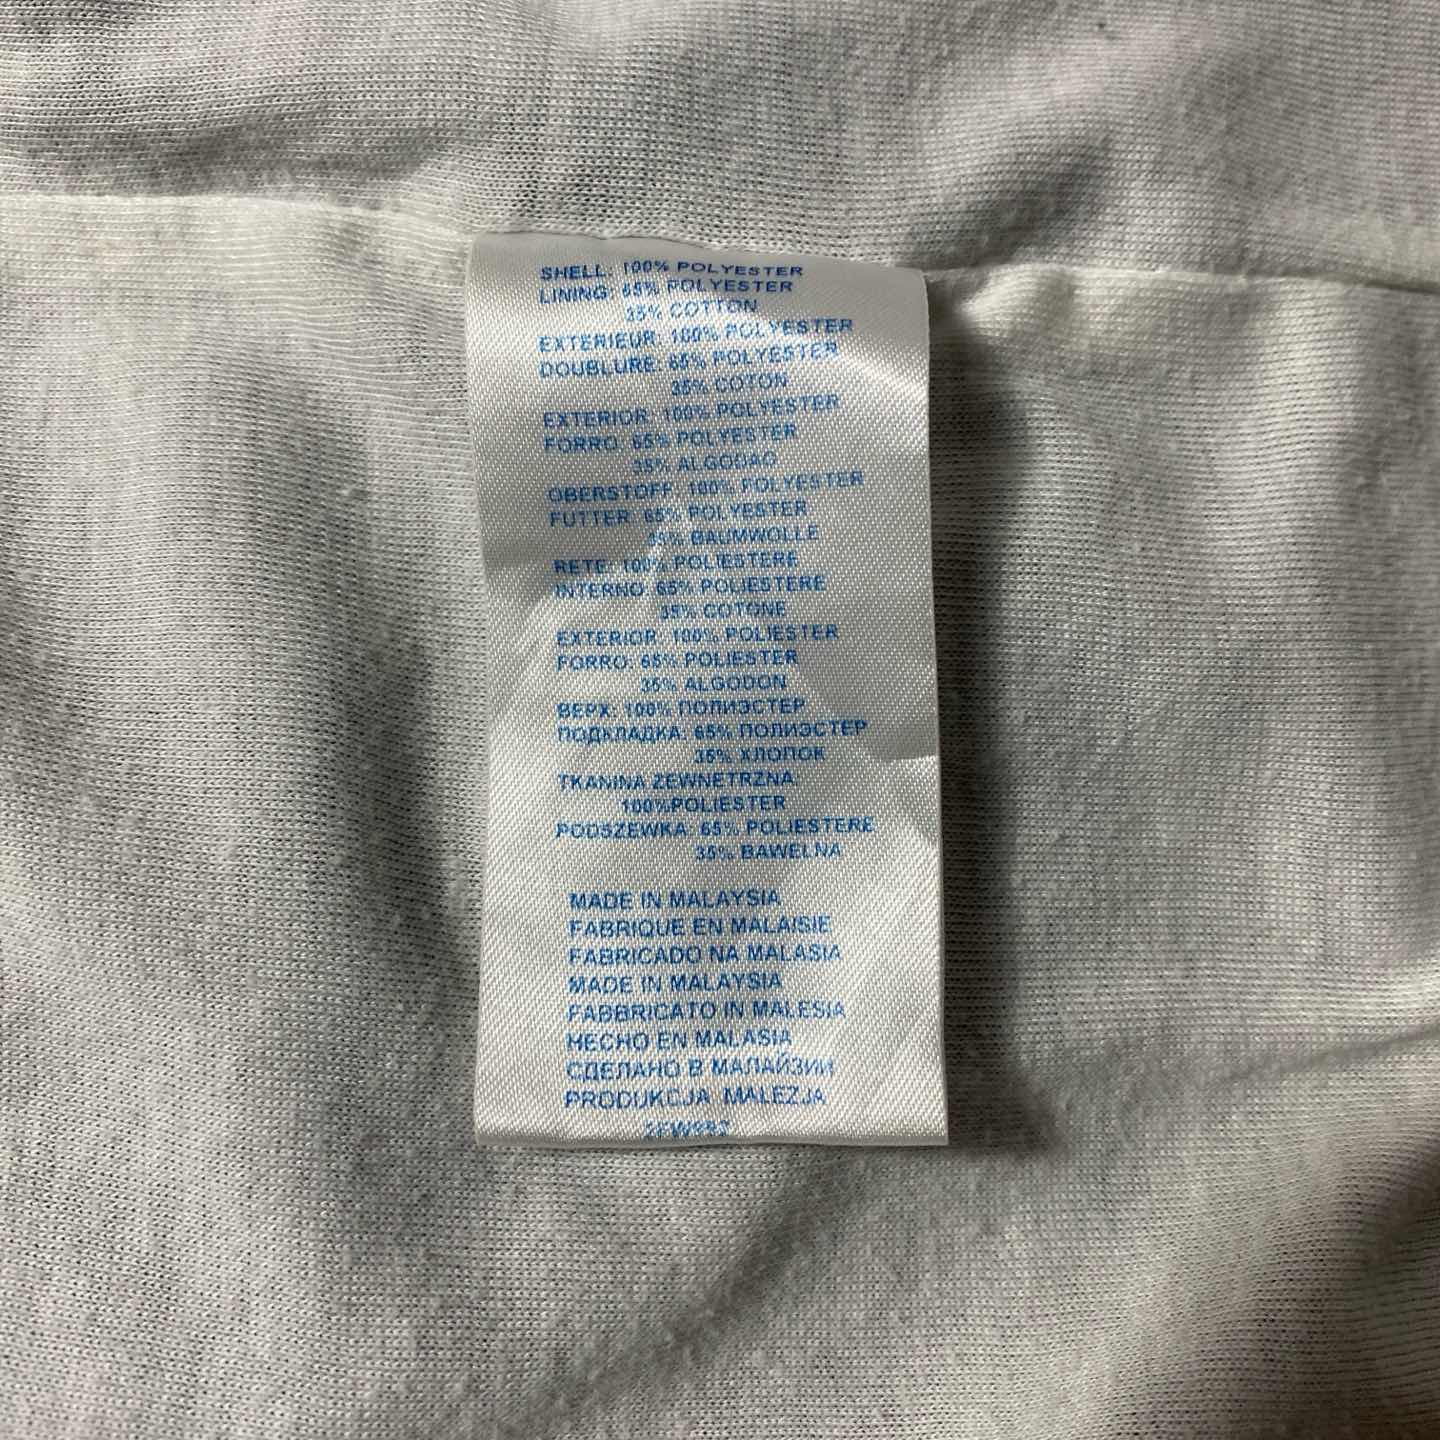 SHELL: 100% POLYESTER
LINING: 65% POLYESTER
35% COTTON
EXTERIEUR: 100% POLYESTER
DOUBLURE: 65% POLYESTER
35% COTON
EXTERIOR: 100% POLYESTER
FORRO: 65% POLYESTER
35% ALGODAO
OBERSTOFF: 100% POLYESTER
FUTTER: 65% POLYESTER
35% BAUMWOLLE
RETE: 100% POLIESTERE
INTERNO: 65% POLIESTERE
35% COTONE
EXTERIOR: 100% POLIESTER
FORRO: 65% POLIESTER
35% ALGODON
ВЕРХ: 100% ПОЛИЭСТЕР
ПОДКЛАДКА: 65% ПОЛИЭСТЕР
35% ХЛОПОК
TKANINA ZEWNETRZNA
100%POLIESTER
PODSZEWKA: 65% POLIESTERE
35% BAWELNA
MADE IN MALAYSIA
FABRIQUE EN MALAISIE
FABRICADO NA MALASIA
MADE IN MALAYSIA
FABBRICATO IN MALESIA
HECHO EN MALASIA
СДЕЛАНО В МАЛАЙЗИИ
PRODUKCJA MALEZJA